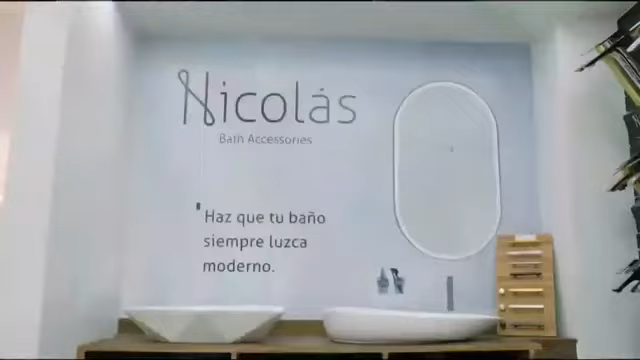 Nicolás
Bath Accessories
Haz que tu baño
siempre luzca
moderno.